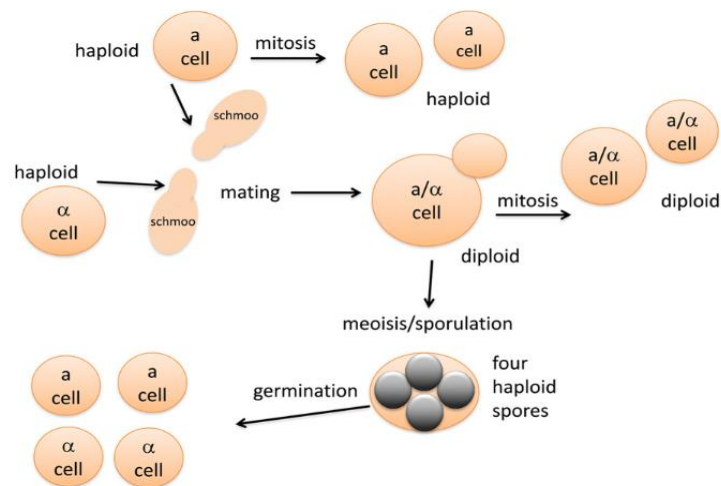 a
cell
haploid
mitosis
a
cell
a
cell
haploid
schmoo
haploid
α
cell
schmoo
mating
a/α
cell
diploid
mitosis
a/α
cell
a/α
cell
diploid
meoisis/sporulation
four
haploid
spores
germination
a
cell
a
cell
α
cell
α
cell